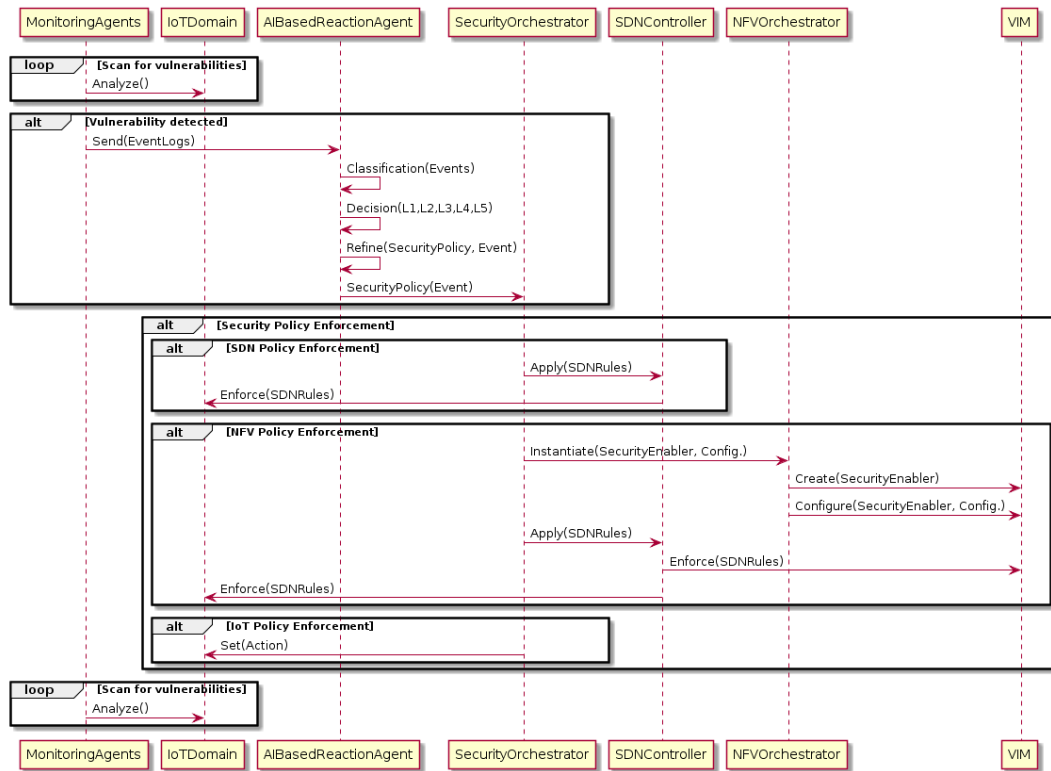 MonitoringAgents IoTDomain AIBasedReactionAgent SecurityOrchestrator SDNController NFVOrchestrator VIM
loop [Scan for vulnerabilities]
Analyze()
alt [Vulnerability detected]
Send(EventLogs)
Classification(Events)
Decision(L1,L2,L3,L4,L5)
Refine(SecurityPolicy, Event)
SecurityPolicy(Event)
alt [Security Policy Enforcement]
alt [SDN Policy Enforcement]
Apply(SDNRules)
Enforce(SDNRules)
alt [NFV Policy Enforcement]
Instantiate(SecurityEnabler, Config.)
Create(SecurityEnabler)
Configure(SecurityEnabler, Config.)
Apply(SDNRules)
Enforce(SDNRules)
Enforce(SDNRules)
alt [IoT Policy Enforcement]
Set(Action)
loop [Scan for vulnerabilities]
Analyze()
MonitoringAgents IoTDomain AIBasedReactionAgent SecurityOrchestrator SDNController NFVOrchestrator VIM